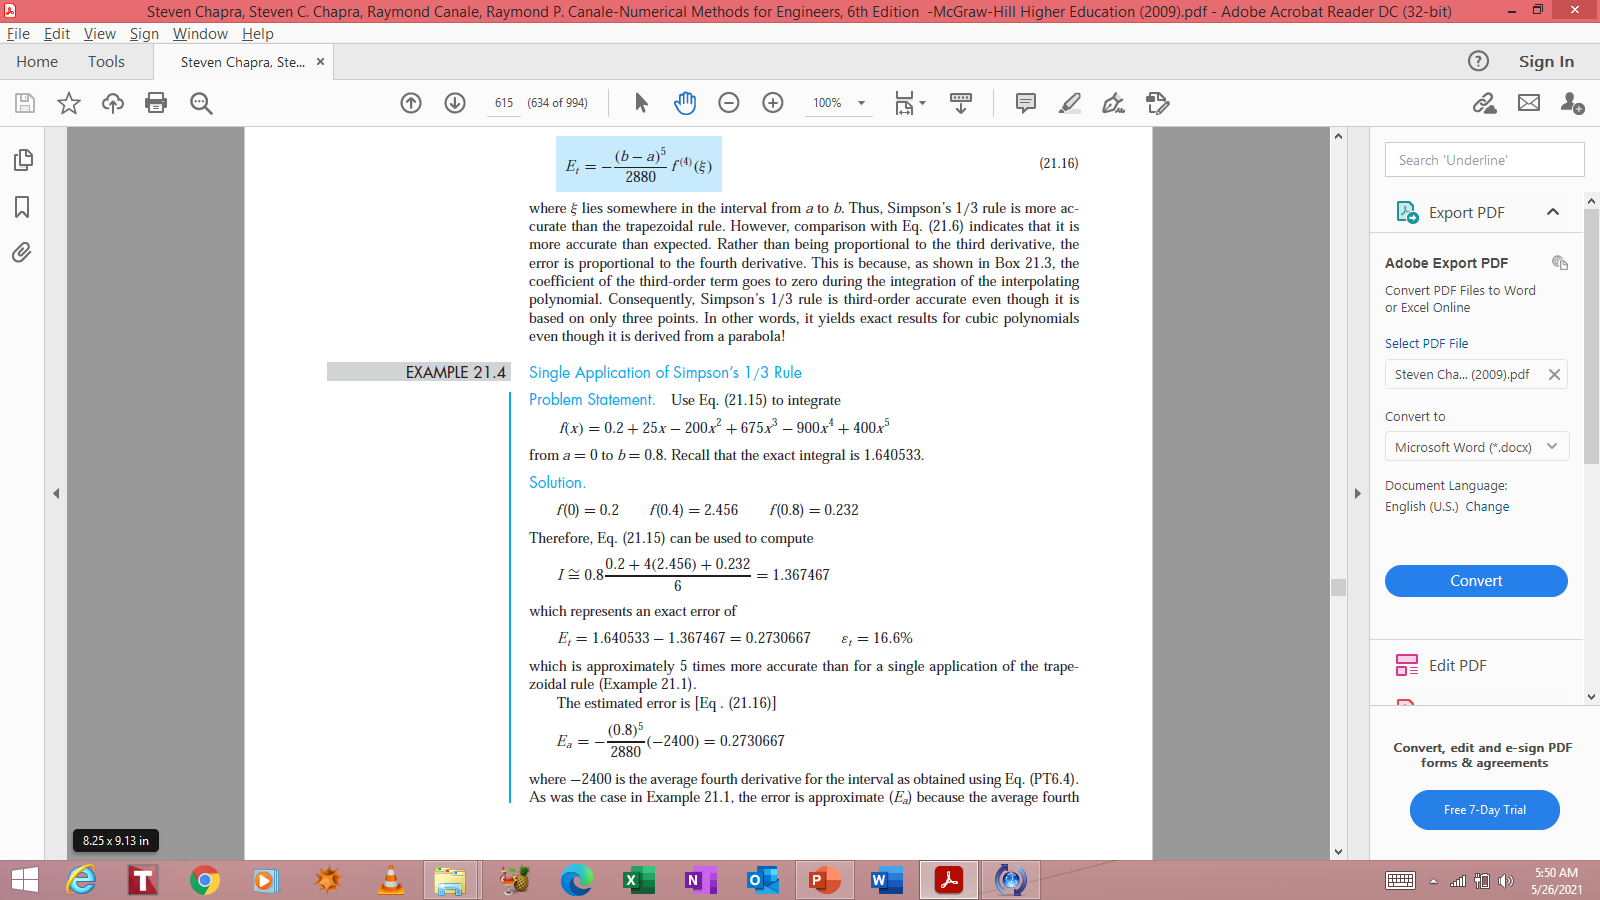 Steven Chapra, Steven C. Chapra, Raymond Canale, Raymond P. Canale-Numerical Methods for Engineers, 6th Edition -McGraw-Hill Higher Education (2009).pdf - Adobe Acrobat Reader DC (32-bit)
File Edit View Sign Window Help
Home Tools Steven Chapra, Ste... × ? Sign In
615 (634 of 994) 100%
E_t = −(b − a)^5/2880 f^(4)(ξ) (21.16)
where ξ lies somewhere in the interval from a to b. Thus, Simpson's 1/3 rule is more ac-
curate than the trapezoidal rule. However, comparison with Eq. (21.6) indicates that it is
more accurate than expected. Rather than being proportional to the third derivative, the
error is proportional to the fourth derivative. This is because, as shown in Box 21.3, the
coefficient of the third-order term goes to zero during the integration of the interpolating
polynomial. Consequently, Simpson's 1/3 rule is third-order accurate even though it is
based on only three points. In other words, it yields exact results for cubic polynomials
even though it is derived from a parabola!
EXAMPLE 21.4 Single Application of Simpson's 1/3 Rule
Problem Statement. Use Eq. (21.15) to integrate
f(x) = 0.2 + 25x − 200x² + 675x³ − 900x⁴ + 400x⁵
from a = 0 to b = 0.8. Recall that the exact integral is 1.640533.
Solution.
f(0) = 0.2 f(0.4) = 2.456 f(0.8) = 0.232
Therefore, Eq. (21.15) can be used to compute
I ≅ 0.8 (0.2 + 4(2.456) + 0.232)/6 = 1.367467
which represents an exact error of
E_t = 1.640533 − 1.367467 = 0.2730667 ε_t = 16.6%
which is approximately 5 times more accurate than for a single application of the trape-
zoidal rule (Example 21.1).
The estimated error is [Eq . (21.16)]
E_a = −(0.8)^5/2880 (−2400) = 0.2730667
where −2400 is the average fourth derivative for the interval as obtained using Eq. (PT6.4).
As was the case in Example 21.1, the error is approximate (E_a) because the average fourth
8.25 x 9.13 in
Search 'Underline'
Export PDF
Adobe Export PDF
Convert PDF Files to Word
or Excel Online
Select PDF File
Steven Cha... (2009).pdf
Convert to
Microsoft Word (*.docx)
Document Language:
English (U.S.) Change
Convert
Edit PDF
Convert, edit and e-sign PDF
forms & agreements
Free 7-Day Trial
5:50 AM
5/26/2021